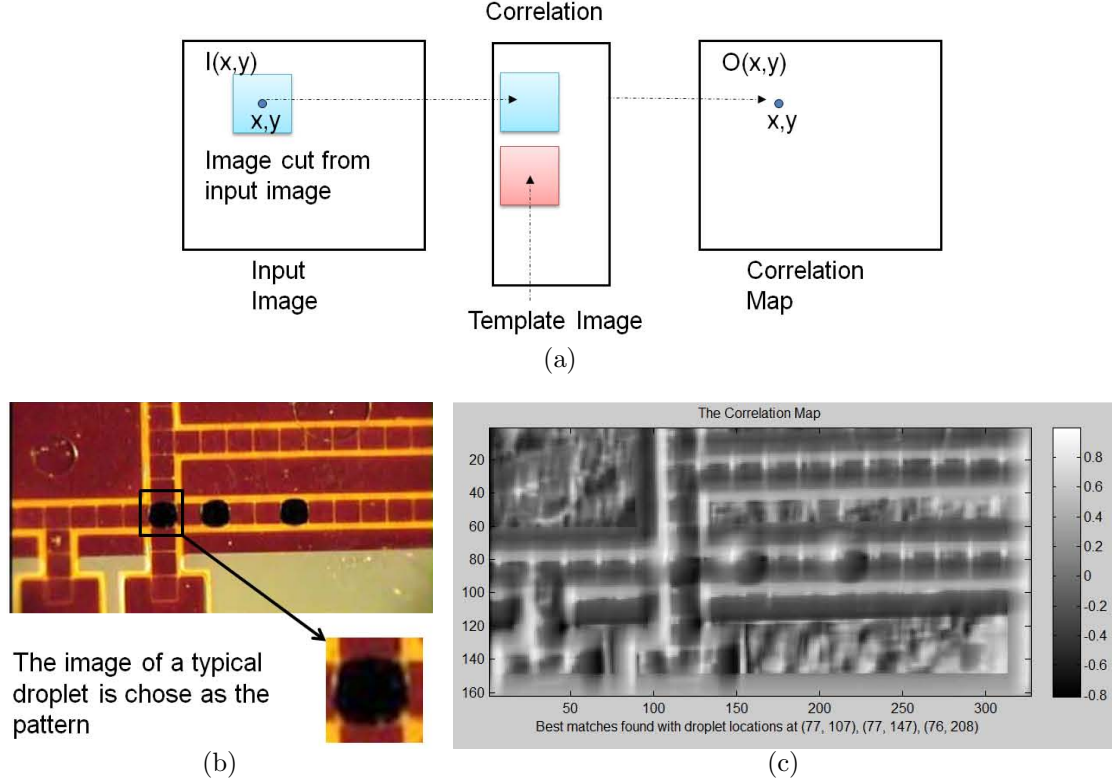 Correlation
I(x,y)
x,y
Image cut from
input image
O(x,y)
x,y
Input
Image
Template Image
Correlation
Map
(a)
The image of a typical
droplet is chose as the
pattern
(b)
The Correlation Map
20
40
60
80
100
120
140
160
50
100
150
200
250
300
0.8
0.6
0.4
0.2
0
-0.2
-0.4
-0.6
-0.8
Best matches found with droplet locations at (77, 107), (77, 147), (76, 208)
(c)